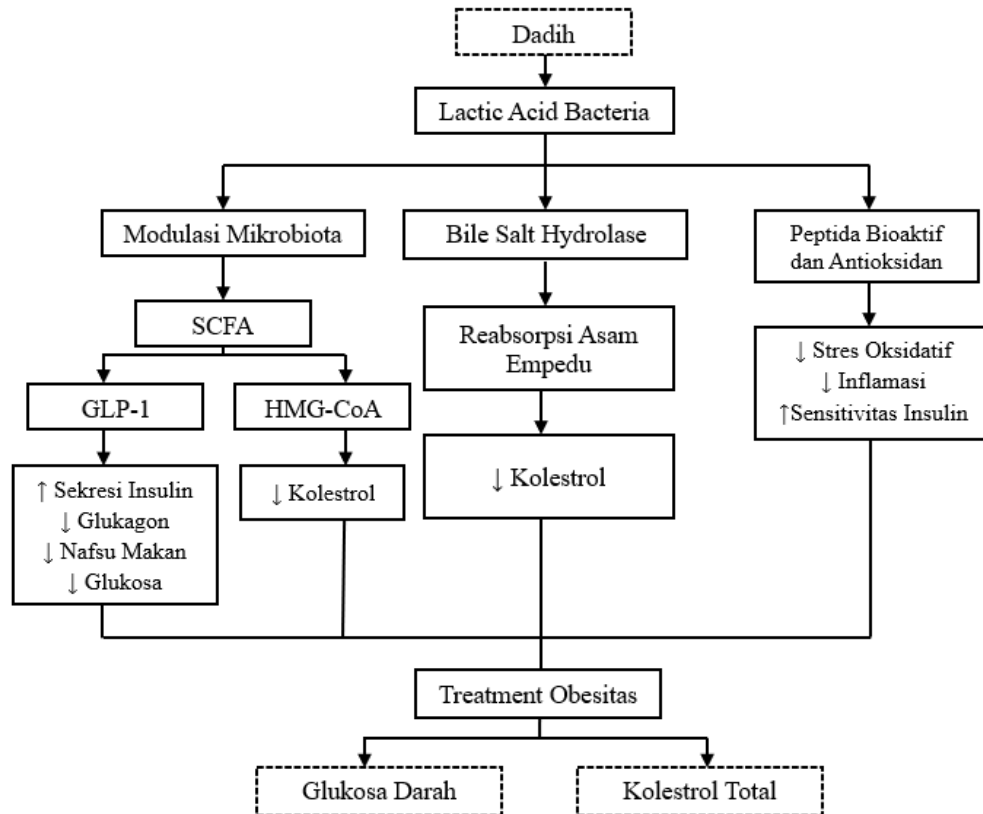 Dadih
Lactic Acid Bacteria
Modulasi Mikrobiota
Bile Salt Hydrolase
Peptida Bioaktif
dan Antioksidan
SCFA
Reabsorpsi Asam
Empedu
↓ Stres Oksidatif
↓ Inflamasi
↑Sensitivitas Insulin
GLP-1
HMG-CoA
↑ Sekresi Insulin
↓ Glukagon
↓ Nafsu Makan
↓ Glukosa
↓ Kolestrol
↓ Kolestrol
Treatment Obesitas
Glukosa Darah
Kolestrol Total